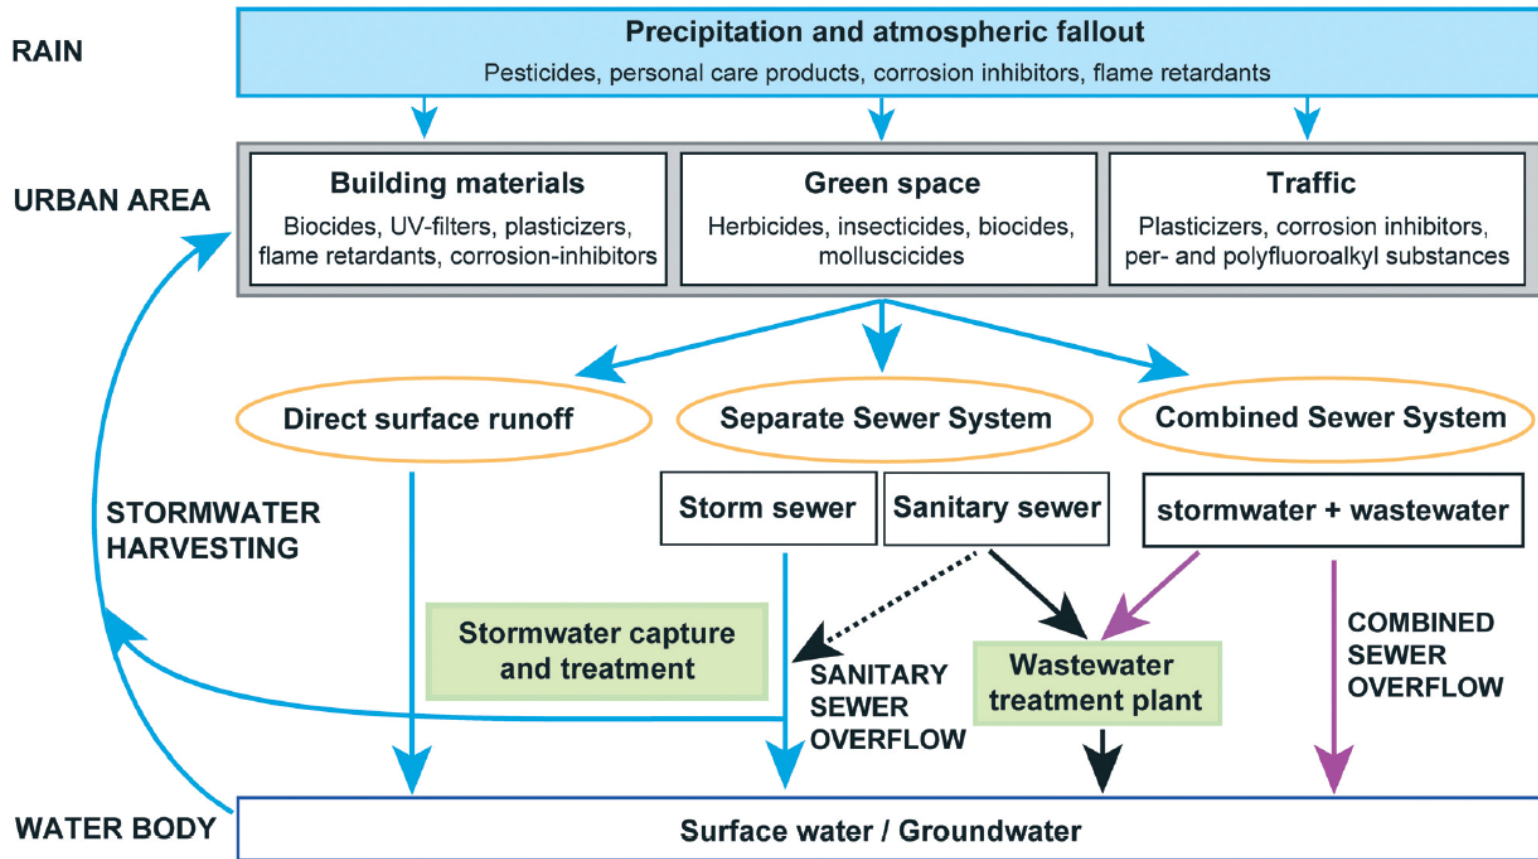 RAIN
Precipitation and atmospheric fallout
Pesticides, personal care products, corrosion inhibitors, flame retardants
URBAN AREA
Building materials
Biocides, UV-filters, plasticizers,
flame retardants, corrosion-inhibitors
Green space
Herbicides, insecticides, biocides,
molluscicides
Traffic
Plasticizers, corrosion inhibitors,
per- and polyfluoroalkyl substances
Direct surface runoff
Separate Sewer System
Combined Sewer System
STORMWATER
HARVESTING
Storm sewer
Sanitary sewer
stormwater + wastewater
Stormwater capture
and treatment
SANITARY
SEWER
OVERFLOW
Wastewater
treatment plant
COMBINED
SEWER
OVERFLOW
WATER BODY
Surface water / Groundwater